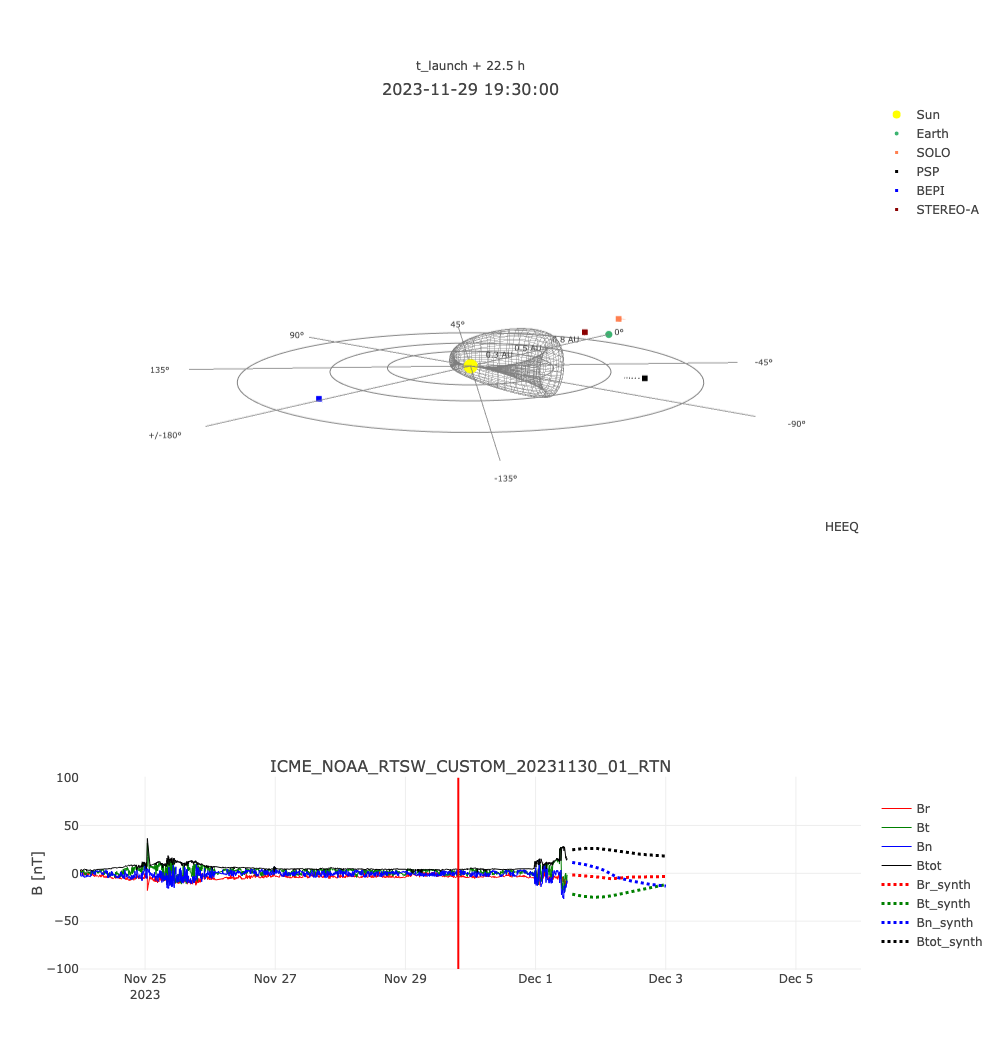 t_launch + 22.5 h
2023-11-29 19:30:00
Sun
Earth
SOLO
PSP
BEPI
STEREO-A
45°
90°
0°
0.8 AU
0.5 AU
0.3 AU
135°
-45°
+/-180°
-90°
-135°
HEEQ
ICME_NOAA_RTSW_CUSTOM_20231130_01_RTN
B [nT]
100
50
0
−50
−100
Nov 25
2023
Nov 27
Nov 29
Dec 1
Dec 3
Dec 5
Br
Bt
Bn
Btot
Br_synth
Bt_synth
Bn_synth
Btot_synth